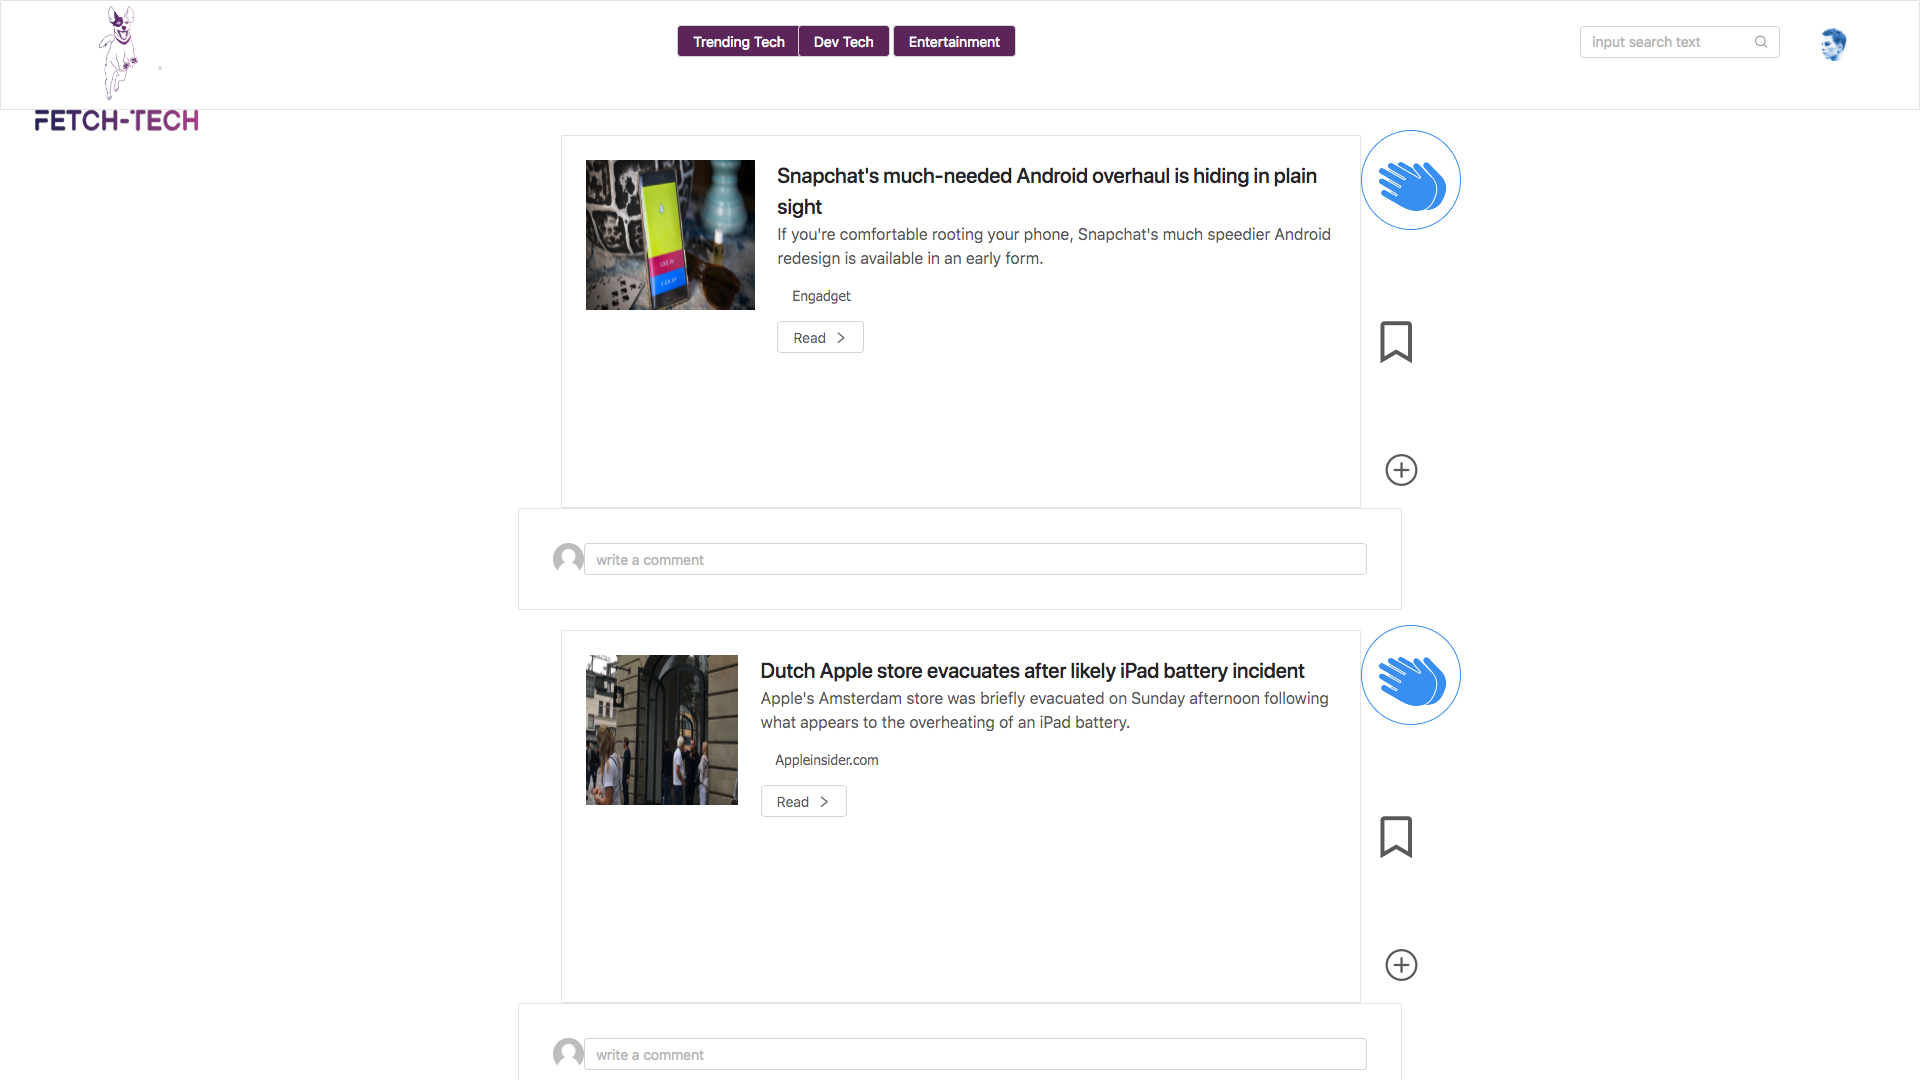 Trending Tech
Dev Tech
Entertainment
input search text
FETCH-TECH
Snapchat's much-needed Android overhaul is hiding in plain
sight
If you're comfortable rooting your phone, Snapchat's much speedier Android
redesign is available in an early form.
Engadget
Read
write a comment
Dutch Apple store evacuates after likely iPad battery incident
Apple's Amsterdam store was briefly evacuated on Sunday afternoon following
what appears to the overheating of an iPad battery.
Appleinsider.com
Read
write a comment